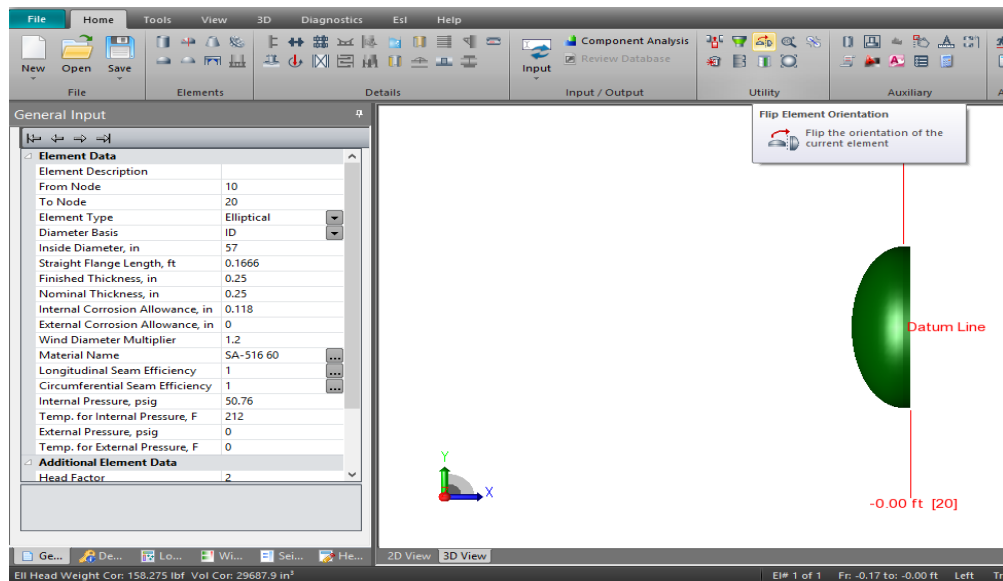 File Home Tools View 3D Diagnostics Esl Help
New Open Save Input Component Analysis
Review Database
File Elements Details Input / Output Utility Auxiliary
General Input
Flip Element Orientation
Flip the orientation of the
current element
Element Data
Element Description
From Node 10
To Node 20
Element Type Elliptical
Diameter Basis ID
Inside Diameter, in 57
Straight Flange Length, ft 0.1666
Finished Thickness, in 0.25
Nominal Thickness, in 0.25
Internal Corrosion Allowance, in 0.118
External Corrosion Allowance, in 0
Wind Diameter Multiplier 1.2
Material Name SA-516 60
Longitudinal Seam Efficiency 1
Circumferential Seam Efficiency 1
Internal Pressure, psig 50.76
Temp. for Internal Pressure, F 212
External Pressure, psig 0
Temp. for External Pressure, F 0
Additional Element Data
Head Factor 2
Datum Line
Y
X
-0.00 ft [20]
Ge... De... Lo... Wi... Sei... He... 2D View 3D View
Ell Head Weight Cor: 158.275 lbf Vol Cor: 29687.9 in³ El# 1 of 1 Fr: -0.17 to: -0.00 ft Left